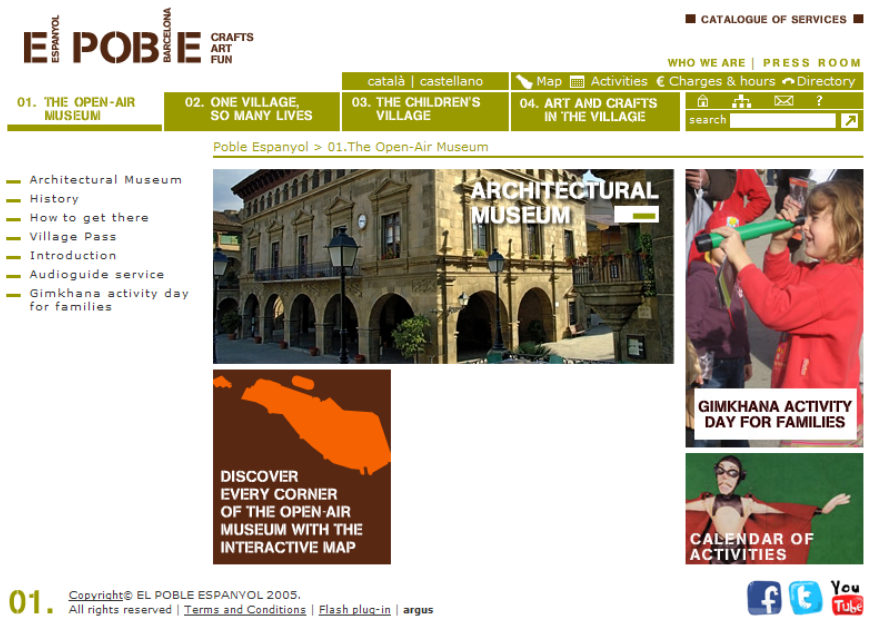 EL POBLE
ESPANYOL
BARCELONA
CRAFTS
ART
FUN
CATALOGUE OF SERVICES
WHO WE ARE | PRESS ROOM
català | castellano
Map Activities € Charges & hours Directory
01. THE OPEN-AIR
MUSEUM
02. ONE VILLAGE,
SO MANY LIVES
03. THE CHILDREN'S
VILLAGE
04. ART AND CRAFTS
IN THE VILLAGE
?
search
Poble Espanyol > 01.The Open-Air Museum
Architectural Museum
History
How to get there
Village Pass
Introduction
Audioguide service
Gimkhana activity day
for families
ARCHITECTURAL
MUSEUM
GIMKHANA ACTIVITY
DAY FOR FAMILIES
DISCOVER
EVERY CORNER
OF THE OPEN-AIR
MUSEUM WITH THE
INTERACTIVE MAP
CALENDAR OF
ACTIVITIES
01.
Copyright© EL POBLE ESPANYOL 2005.
All rights reserved | Terms and Conditions | Flash plug-in | argus
f
t
You
Tube